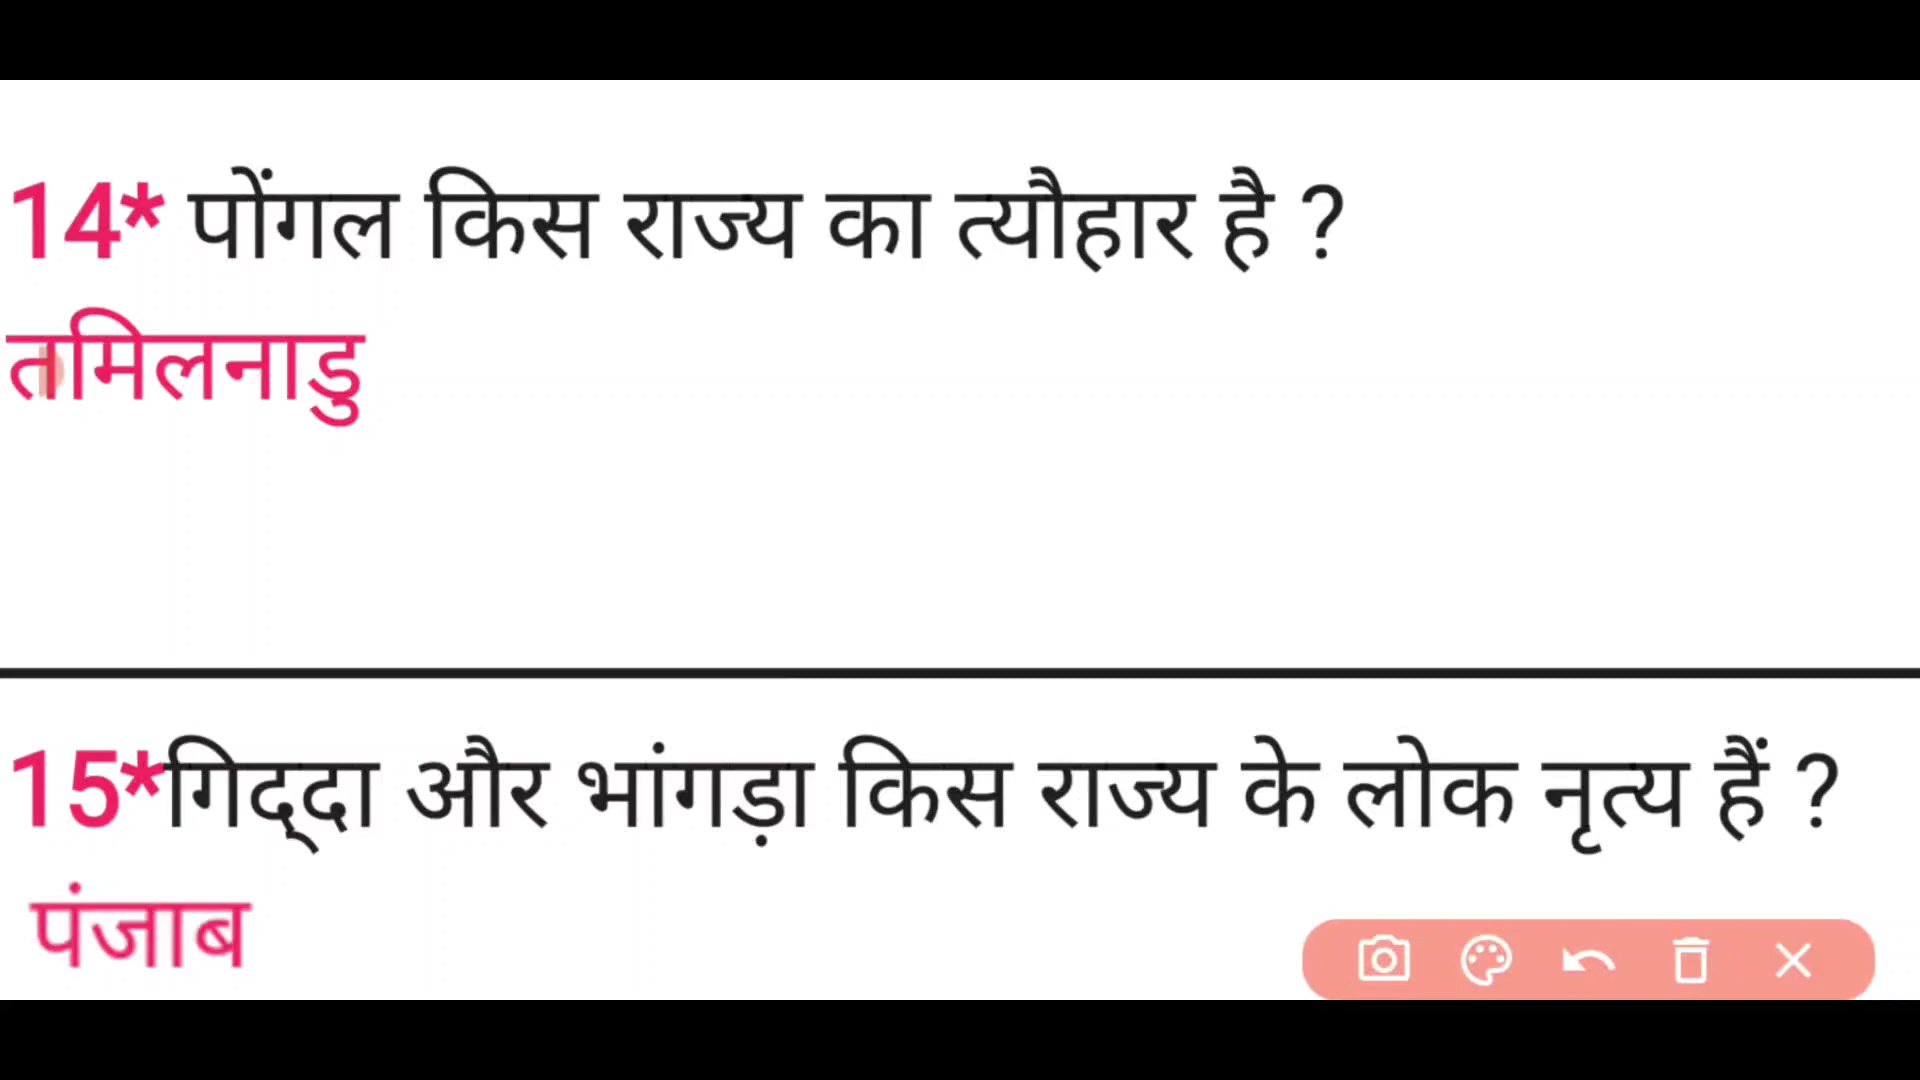 14* पोंगल किस राज्य का त्यौहार है ?
तमिलनाडु
15*गिद्दा और भांगड़ा किस राज्य के लोक नृत्य हैं ?
पंजाब